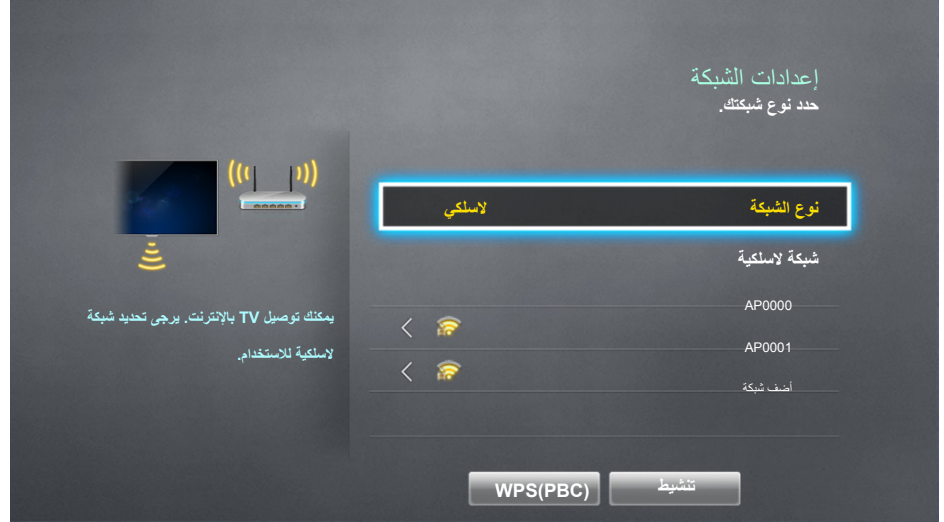 إعدادات الشبكة
حدد نوع شبكتك.
نوع الشبكة لاسلكي
شبكة لاسلكية
AP0000
AP0001
أضف شبكة
يمكنك توصيل TV بالإنترنت. يرجى تحديد شبكة
لاسلكية للاستخدام.
تنشيط WPS(PBC)